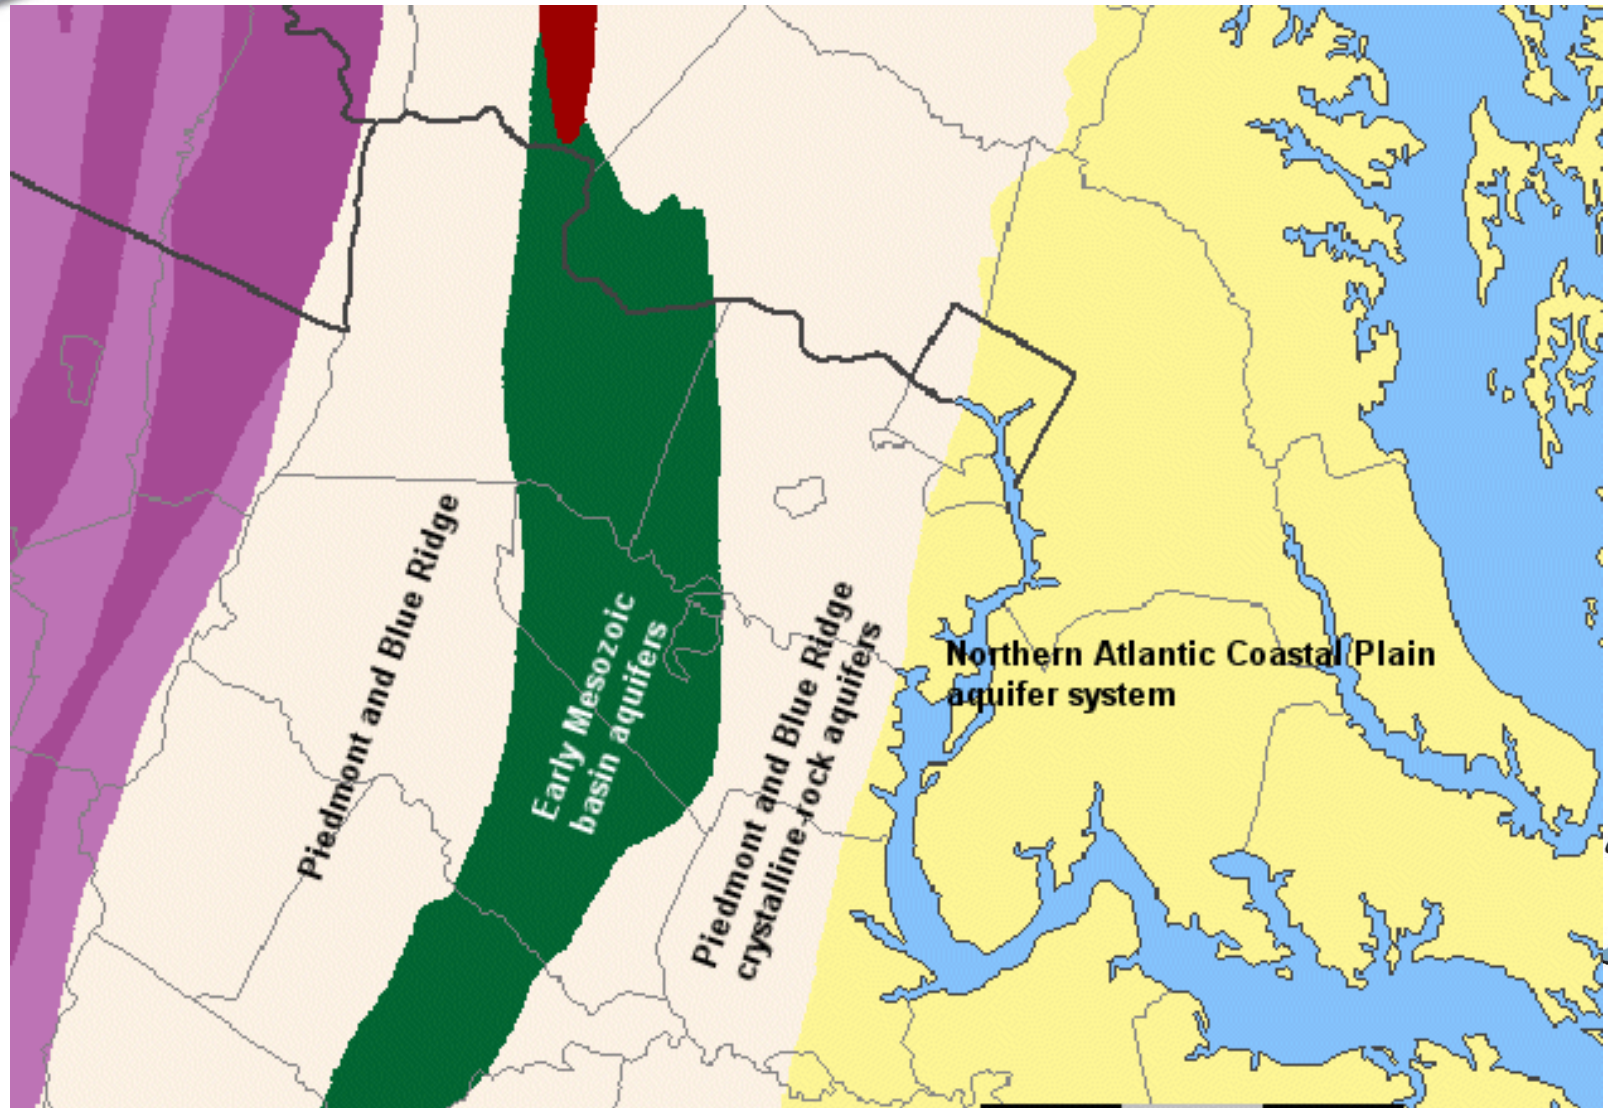 Piedmont and Blue Ridge
Early Mesozoic
basin aquifers
Piedmont and Blue Ridge
crystalline-rock aquifers
Northern Atlantic Coastal Plain
aquifer system